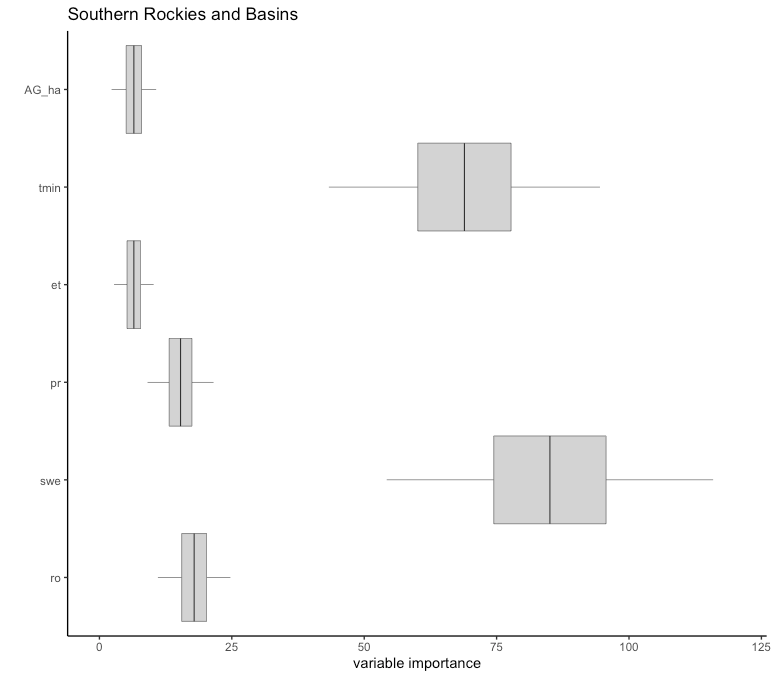 Southern Rockies and Basins
AG_ha
tmin
et
pr
swe
ro
0 25 50 75 100 125
variable importance